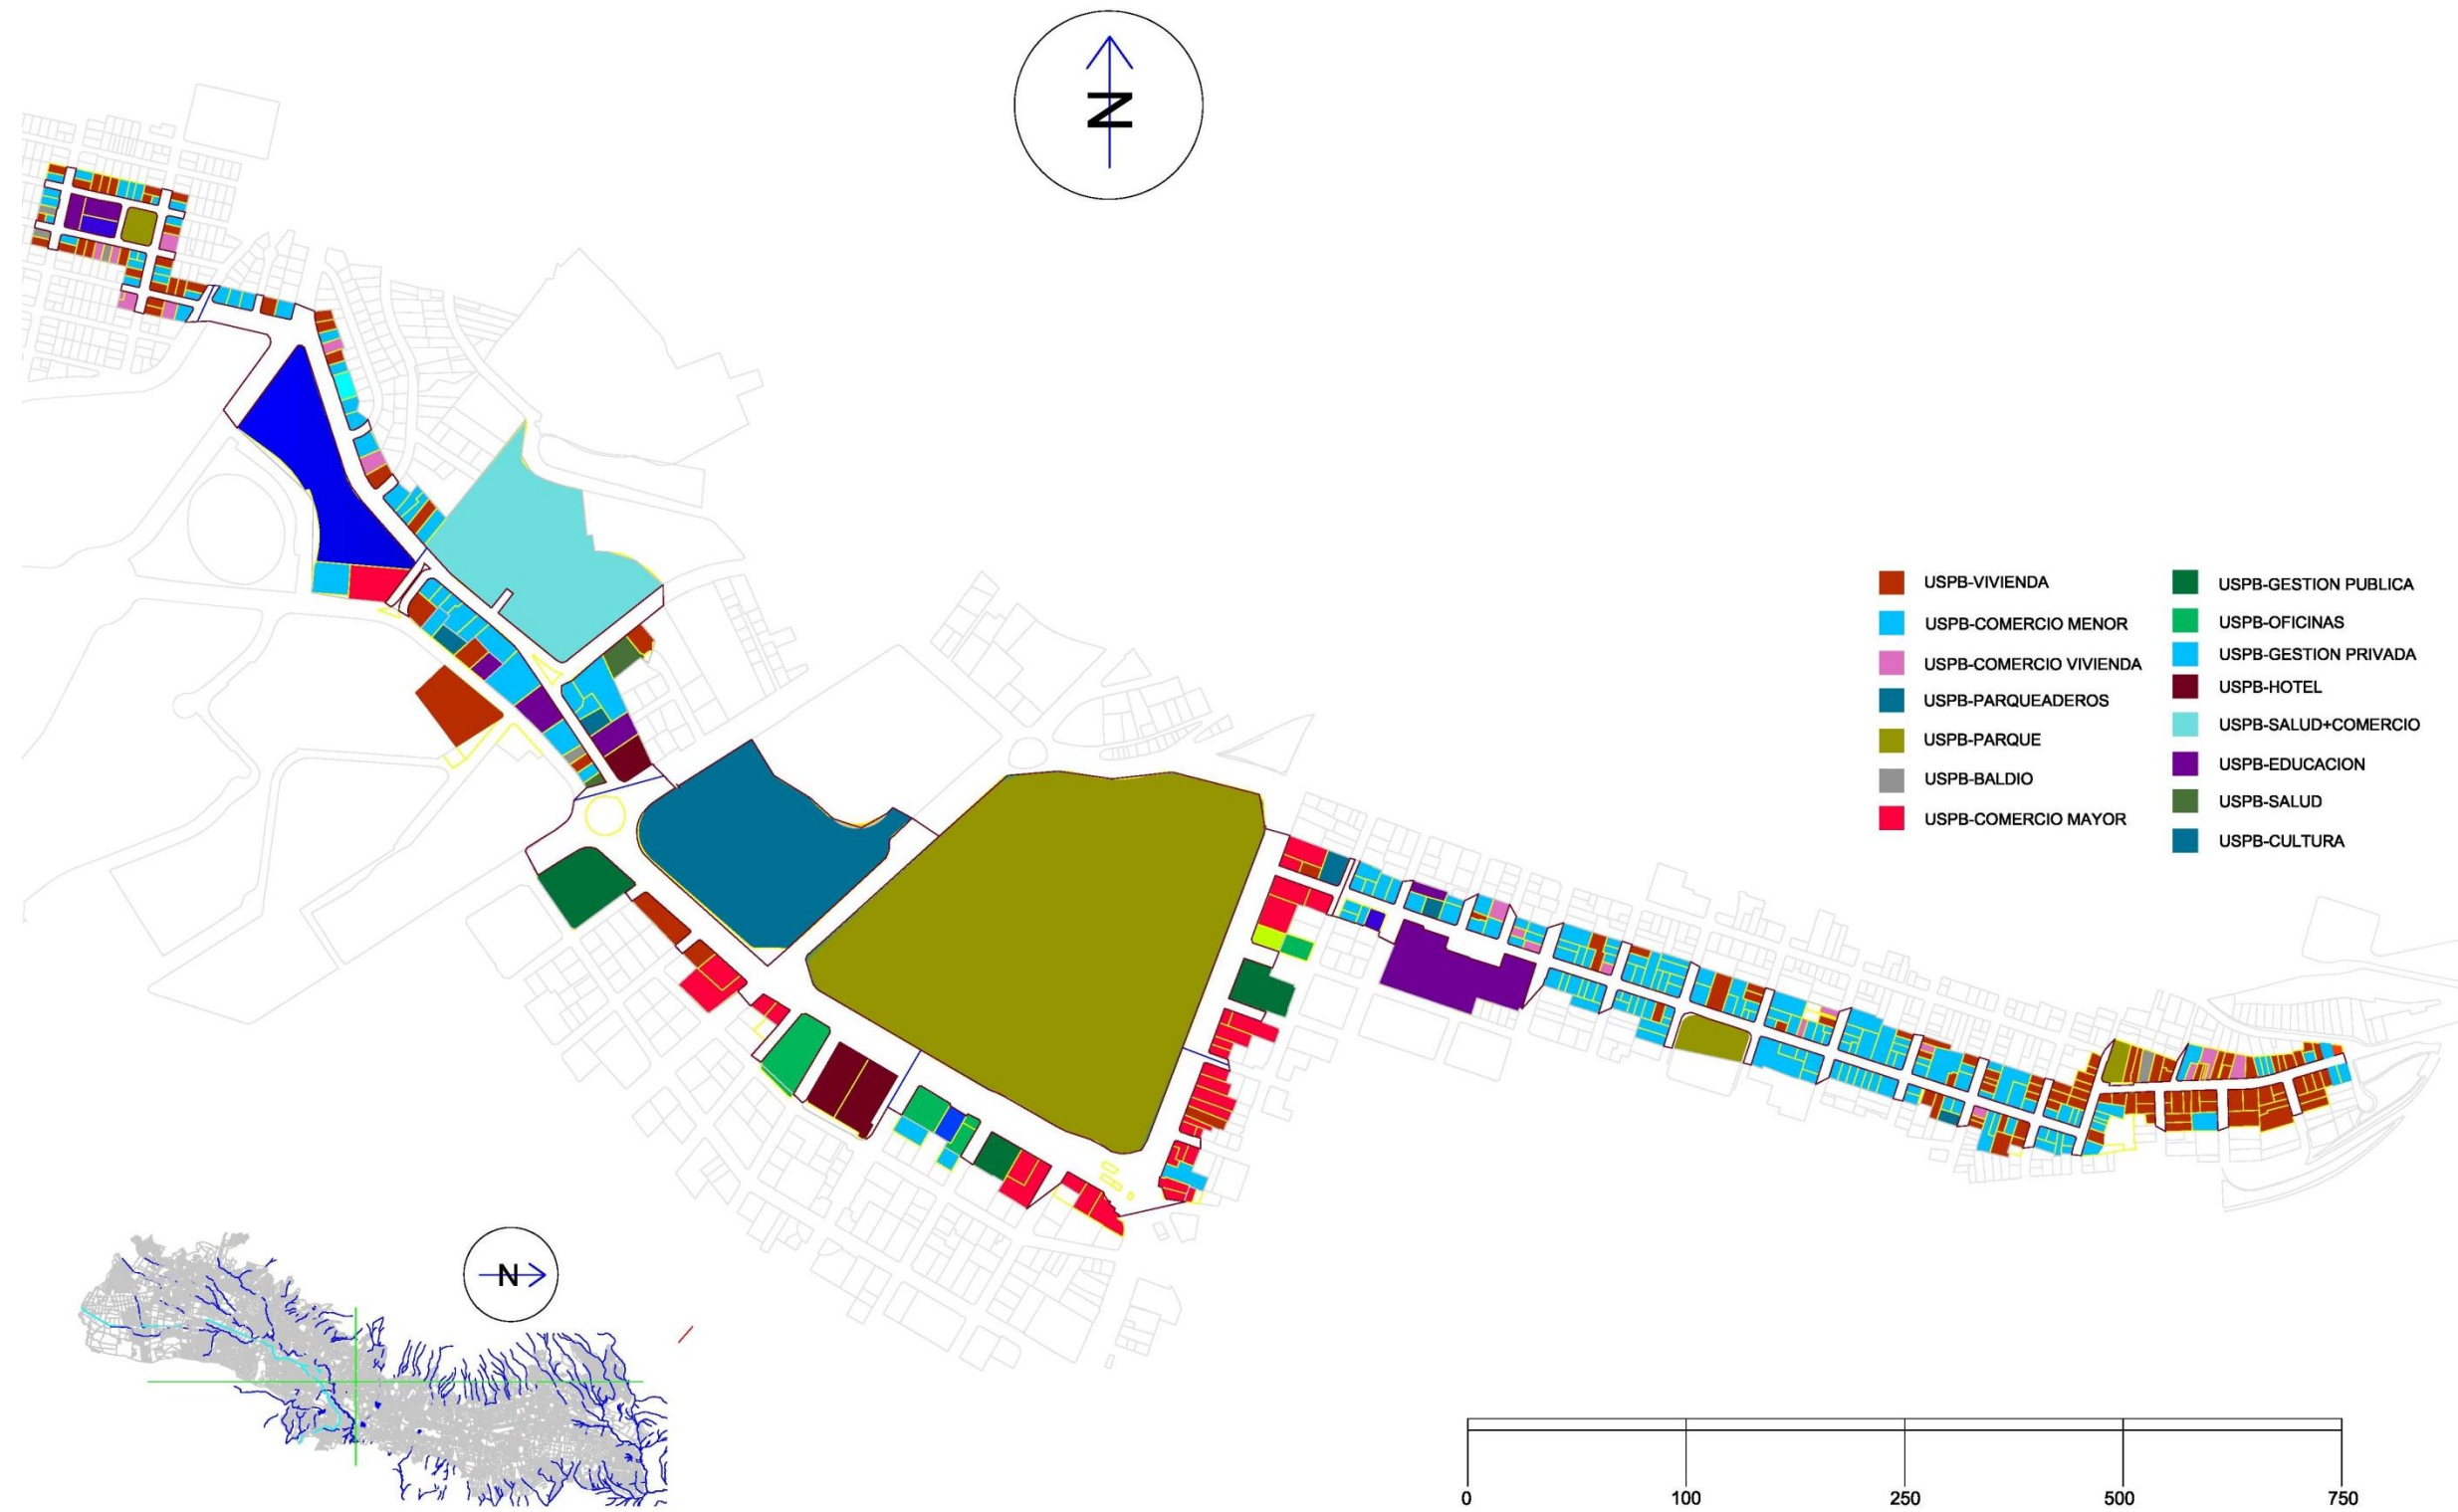 N
USPB-VIVIENDA
USPB-COMERCIO MENOR
USPB-COMERCIO VIVIENDA
USPB-PARQUEADEROS
USPB-PARQUE
USPB-BALDIO
USPB-COMERCIO MAYOR
USPB-GESTION PUBLICA
USPB-OFICINAS
USPB-GESTION PRIVADA
USPB-HOTEL
USPB-SALUD+COMERCIO
USPB-EDUCACION
USPB-SALUD
USPB-CULTURA
N
0 100 250 500 750